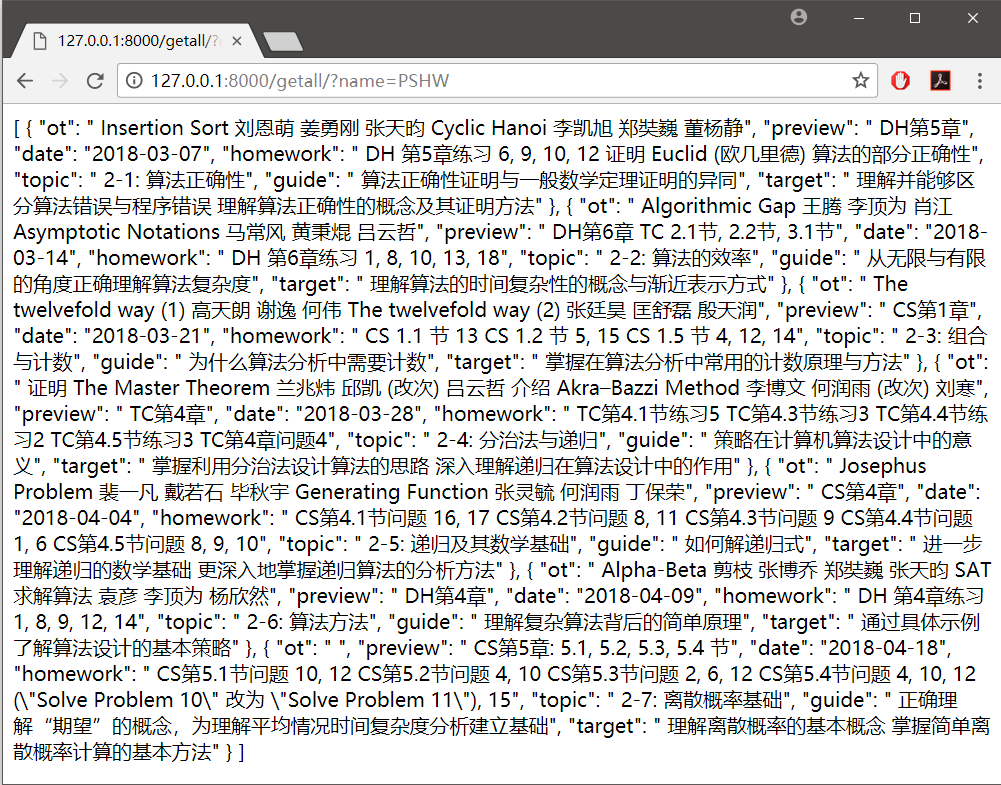 127.0.0.1:8000/getall/?
127.0.0.1:8000/getall/?name=PSHW
[ { "ot": " Insertion Sort 刘恩萌 姜勇刚 张天昀 Cyclic Hanoi 李凯旭 郑奘巍 董杨静", "preview": " DH第5章",
"date": "2018-03-07", "homework": " DH 第5章练习 6, 9, 10, 12 证明 Euclid (欧几里德) 算法的部分正确性",
"topic": " 2-1: 算法正确性", "guide": " 算法正确性证明与一般数学定理证明的异同", "target": " 理解并能够区
分算法错误与程序错误 理解算法正确性的概念及其证明方法" }, { "ot": " Algorithmic Gap 王腾 李顶为 肖江
Asymptotic Notations 马常风 黄秉焜 吕云哲", "preview": " DH第6章 TC 2.1节, 2.2节, 3.1节", "date": "2018-
03-14", "homework": " DH 第6章练习 1, 8, 10, 13, 18", "topic": " 2-2: 算法的效率", "guide": " 从无限与有限
的角度正确理解算法复杂度", "target": " 理解算法的时间复杂性的概念与渐近表示方式" }, { "ot": " The
twelvefold way (1) 高天朗 谢逸 何伟 The twelvefold way (2) 张廷昊 匡舒磊 殷天润", "preview": " CS第1章",
"date": "2018-03-21", "homework": " CS 1.1 节 13 CS 1.2 节 5, 15 CS 1.5 节 4, 12, 14", "topic": " 2-3: 组合
与计数", "guide": " 为什么算法分析中需要计数", "target": " 掌握在算法分析中常用的计数原理与方法" }, { "ot":
" 证明 The Master Theorem 兰兆炜 邱凯 (改次) 吕云哲 介绍 Akra–Bazzi Method 李博文 何润雨 (改次) 刘寒",
"preview": " TC第4章", "date": "2018-03-28", "homework": " TC第4.1节练习5 TC第4.3节练习3 TC第4.4节练
习2 TC第4.5节练习3 TC第4章问题4", "topic": " 2-4: 分治法与递归", "guide": " 策略在计算机算法设计中的意
义", "target": " 掌握利用分治法设计算法的思路 深入理解递归在算法设计中的作用" }, { "ot": " Josephus
Problem 裴一凡 戴若石 毕秋宇 Generating Function 张灵毓 何润雨 丁保荣", "preview": " CS第4章", "date":
"2018-04-04", "homework": " CS第4.1节问题 16, 17 CS第4.2节问题 8, 11 CS第4.3节问题 9 CS第4.4节问题
1, 6 CS第4.5节问题 8, 9, 10", "topic": " 2-5: 递归及其数学基础", "guide": " 如何解递归式", "target": " 进一步
理解递归的数学基础 更深入地掌握递归算法的分析方法" }, { "ot": " Alpha-Beta 剪枝 张博乔 郑奘巍 张天昀 SAT
求解算法 袁彦 李顶为 杨欣然", "preview": " DH第4章", "date": "2018-04-09", "homework": " DH 第4章练习
1, 8, 9, 12, 14", "topic": " 2-6: 算法方法", "guide": " 理解复杂算法背后的简单原理", "target": " 通过具体示例
了解算法设计的基本策略" }, { "ot": " ", "preview": " CS第5章: 5.1, 5.2, 5.3, 5.4 节", "date": "2018-04-18",
"homework": " CS第5.1节问题 10, 12 CS第5.2节问题 4, 10 CS第5.3节问题 2, 6, 12 CS第5.4节问题 4, 10, 12
(\"Solve Problem 10\" 改为 \"Solve Problem 11\"), 15", "topic": " 2-7: 离散概率基础", "guide": " 正确理
解“期望”的概念，为理解平均情况时间复杂度分析建立基础", "target": " 理解离散概率的基本概念 掌握简单离
散概率计算的基本方法" } ]